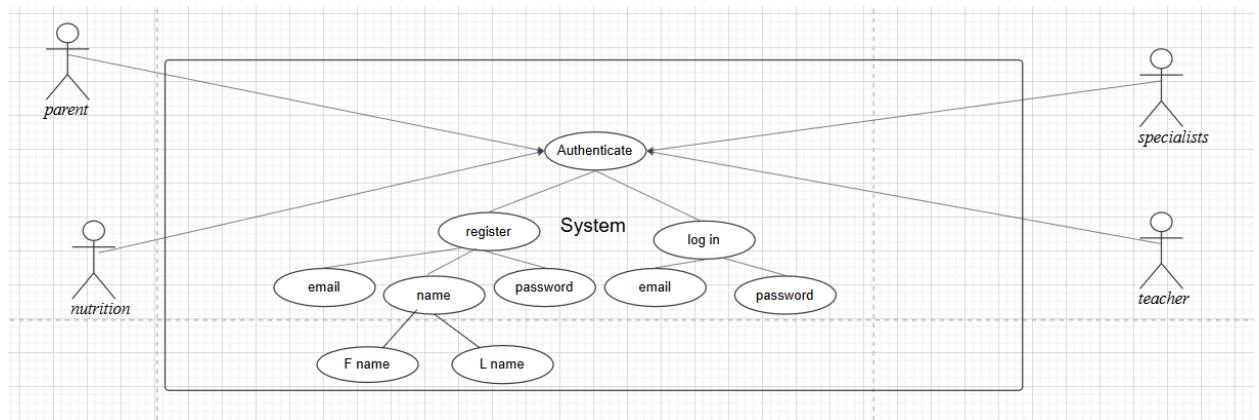 parent
specialists
Authenticate
System
register
log in
nutrition
teacher
email
name
password
email
password
F name
L name